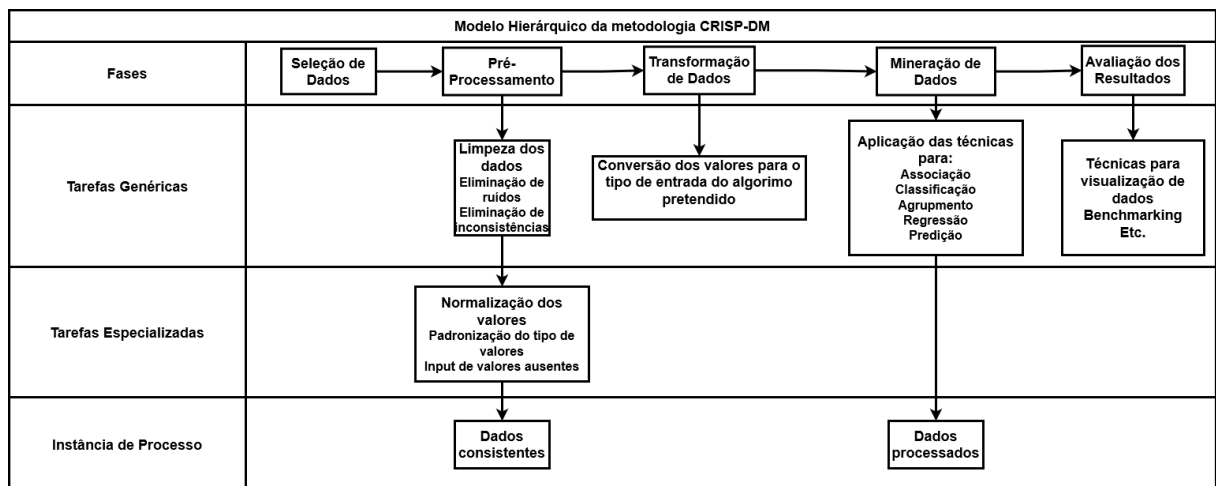 Modelo Hierárquico da metodologia CRISP-DM
Fases
Seleção de
Dados
Pré-
Processamento
Transformação
de Dados
Mineração de
Dados
Avaliação dos
Resultados
Tarefas Genéricas
Limpeza dos
dados
Eliminação de
ruídos
Eliminação de
inconsistências
Conversão dos valores para o
tipo de entrada do algorimo
pretendido
Aplicação das técnicas
para:
Associação
Classificação
Agrupmento
Regressão
Predição
Técnicas para
visualização de
dados
Benchmarking
Etc.
Tarefas Especializadas
Normalização dos
valores
Padronização do tipo de
valores
Input de valores ausentes
Instância de Processo
Dados
consistentes
Dados
processados